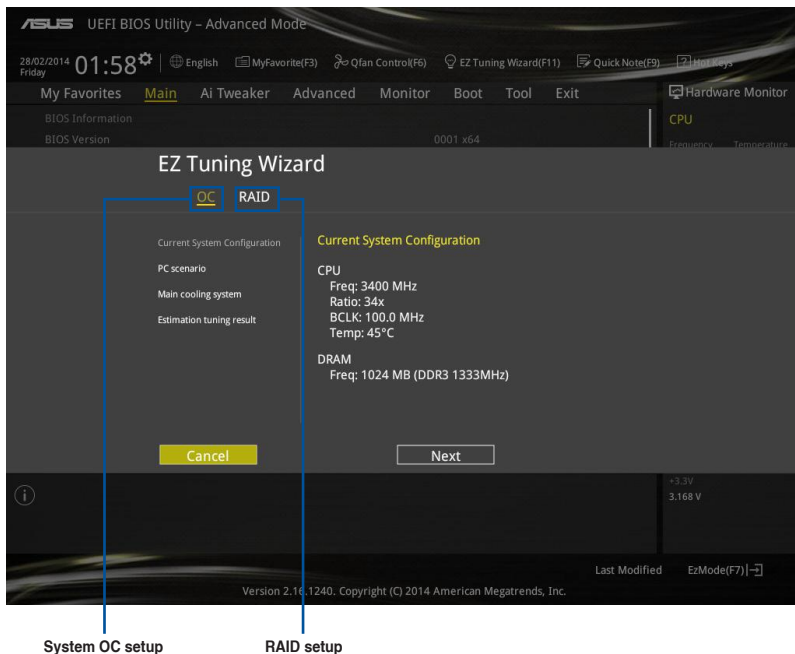 ASUS UEFI BIOS Utility – Advanced Mode
28/02/2014 Friday 01:58 English MyFavorite(F3) Qfan Control(F6) EZ Tuning Wizard(F11) Quick Note(F9) ? Hot Keys
My Favorites Main Ai Tweaker Advanced Monitor Boot Tool Exit Hardware Monitor
BIOS Information
CPU
BIOS Version 0001 x64
Frequency Temperature
EZ Tuning Wizard
OC RAID
Current System Configuration
PC scenario
Main cooling system
Estimation tuning result
Current System Configuration
CPU
Freq: 3400 MHz
Ratio: 34x
BCLK: 100.0 MHz
Temp: 45°C
DRAM
Freq: 1024 MB (DDR3 1333MHz)
Cancel Next
+3.3V
3.168 V
Last Modified EzMode(F7)
Version 2.16.1240. Copyright (C) 2014 American Megatrends, Inc.
System OC setup RAID setup